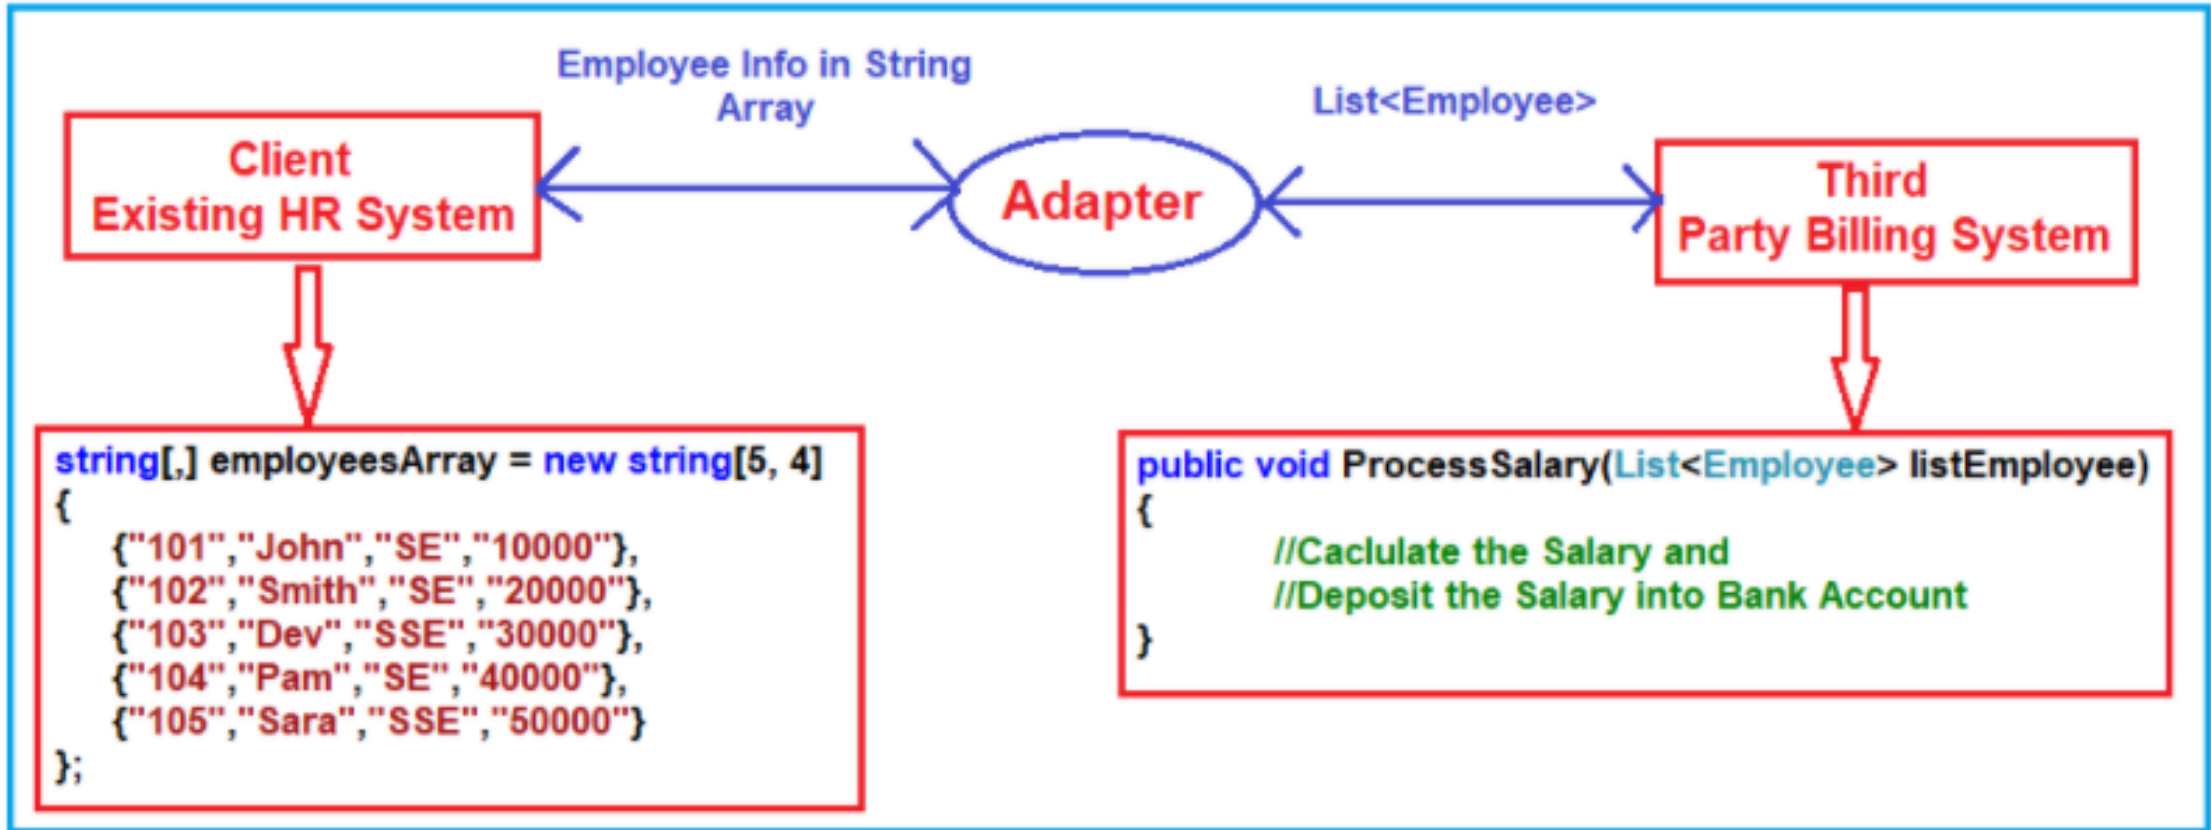 Employee Info in String
Array
List<Employee>
Client
Existing HR System
Adapter
Third
Party Billing System
string[,] employeesArray = new string[5, 4]
{
{"101","John","SE","10000"},
{"102","Smith","SE","20000"},
{"103","Dev","SSE","30000"},
{"104","Pam","SE","40000"},
{"105","Sara","SSE","50000"}
};
public void ProcessSalary(List<Employee> listEmployee)
{
//Caclulate the Salary and
//Deposit the Salary into Bank Account
}